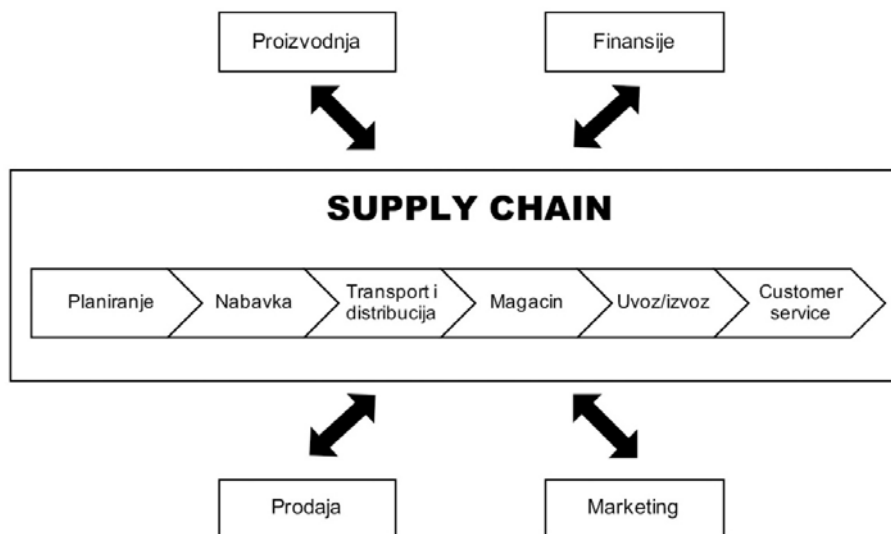 Proizvodnja
Finansije
SUPPLY CHAIN
Planiranje
Nabavka
Transport i
distribucija
Magacin
Uvoz/izvoz
Customer
service
Prodaja
Marketing